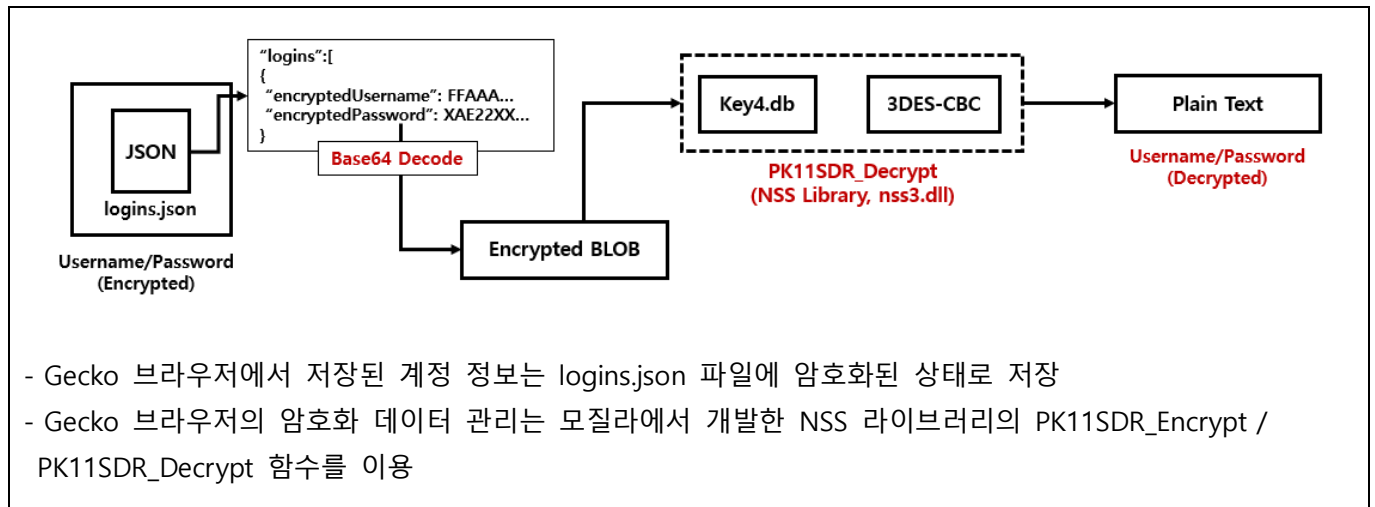 "logins":[
{
"encryptedUsername": FFAAA...
"encryptedPassword": XAE22XX...
}
Base64 Decode
JSON
logins.json
Username/Password
(Encrypted)
Encrypted BLOB
Key4.db
3DES-CBC
PK11SDR_Decrypt
(NSS Library, nss3.dll)
Plain Text
Username/Password
(Decrypted)
- Gecko 브라우저에서 저장된 계정 정보는 logins.json 파일에 암호화된 상태로 저장
- Gecko 브라우저의 암호화 데이터 관리는 모질라에서 개발한 NSS 라이브러리의 PK11SDR_Encrypt /
PK11SDR_Decrypt 함수를 이용